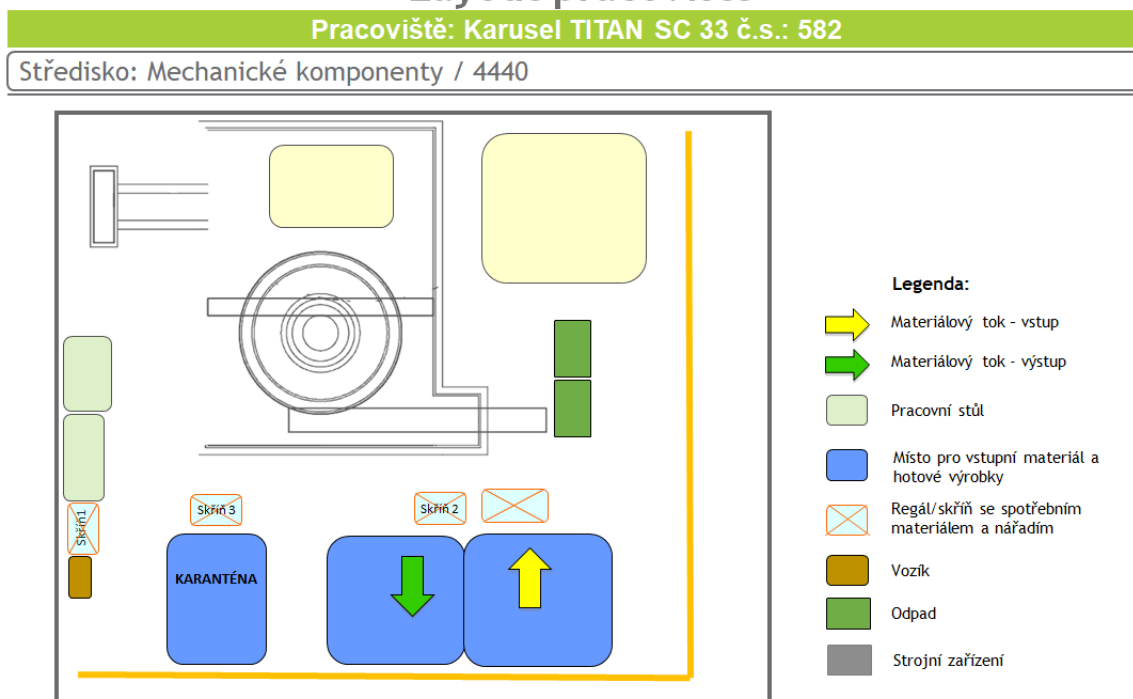 Pracoviště: Karusel TITAN SC 33 č.s.: 582
Středisko: Mechanické komponenty / 4440
Legenda:
Materiálový tok – vstup
Materiálový tok - výstup
Pracovní stůl
Místo pro vstupní materiál a
hotové výrobky
Regál/skříň se spotřebním
materiálem a nářadím
Vozík
Odpad
Strojní zařízení
Skříň1
Skříň 3
Skříň 2
KARANTÉNA